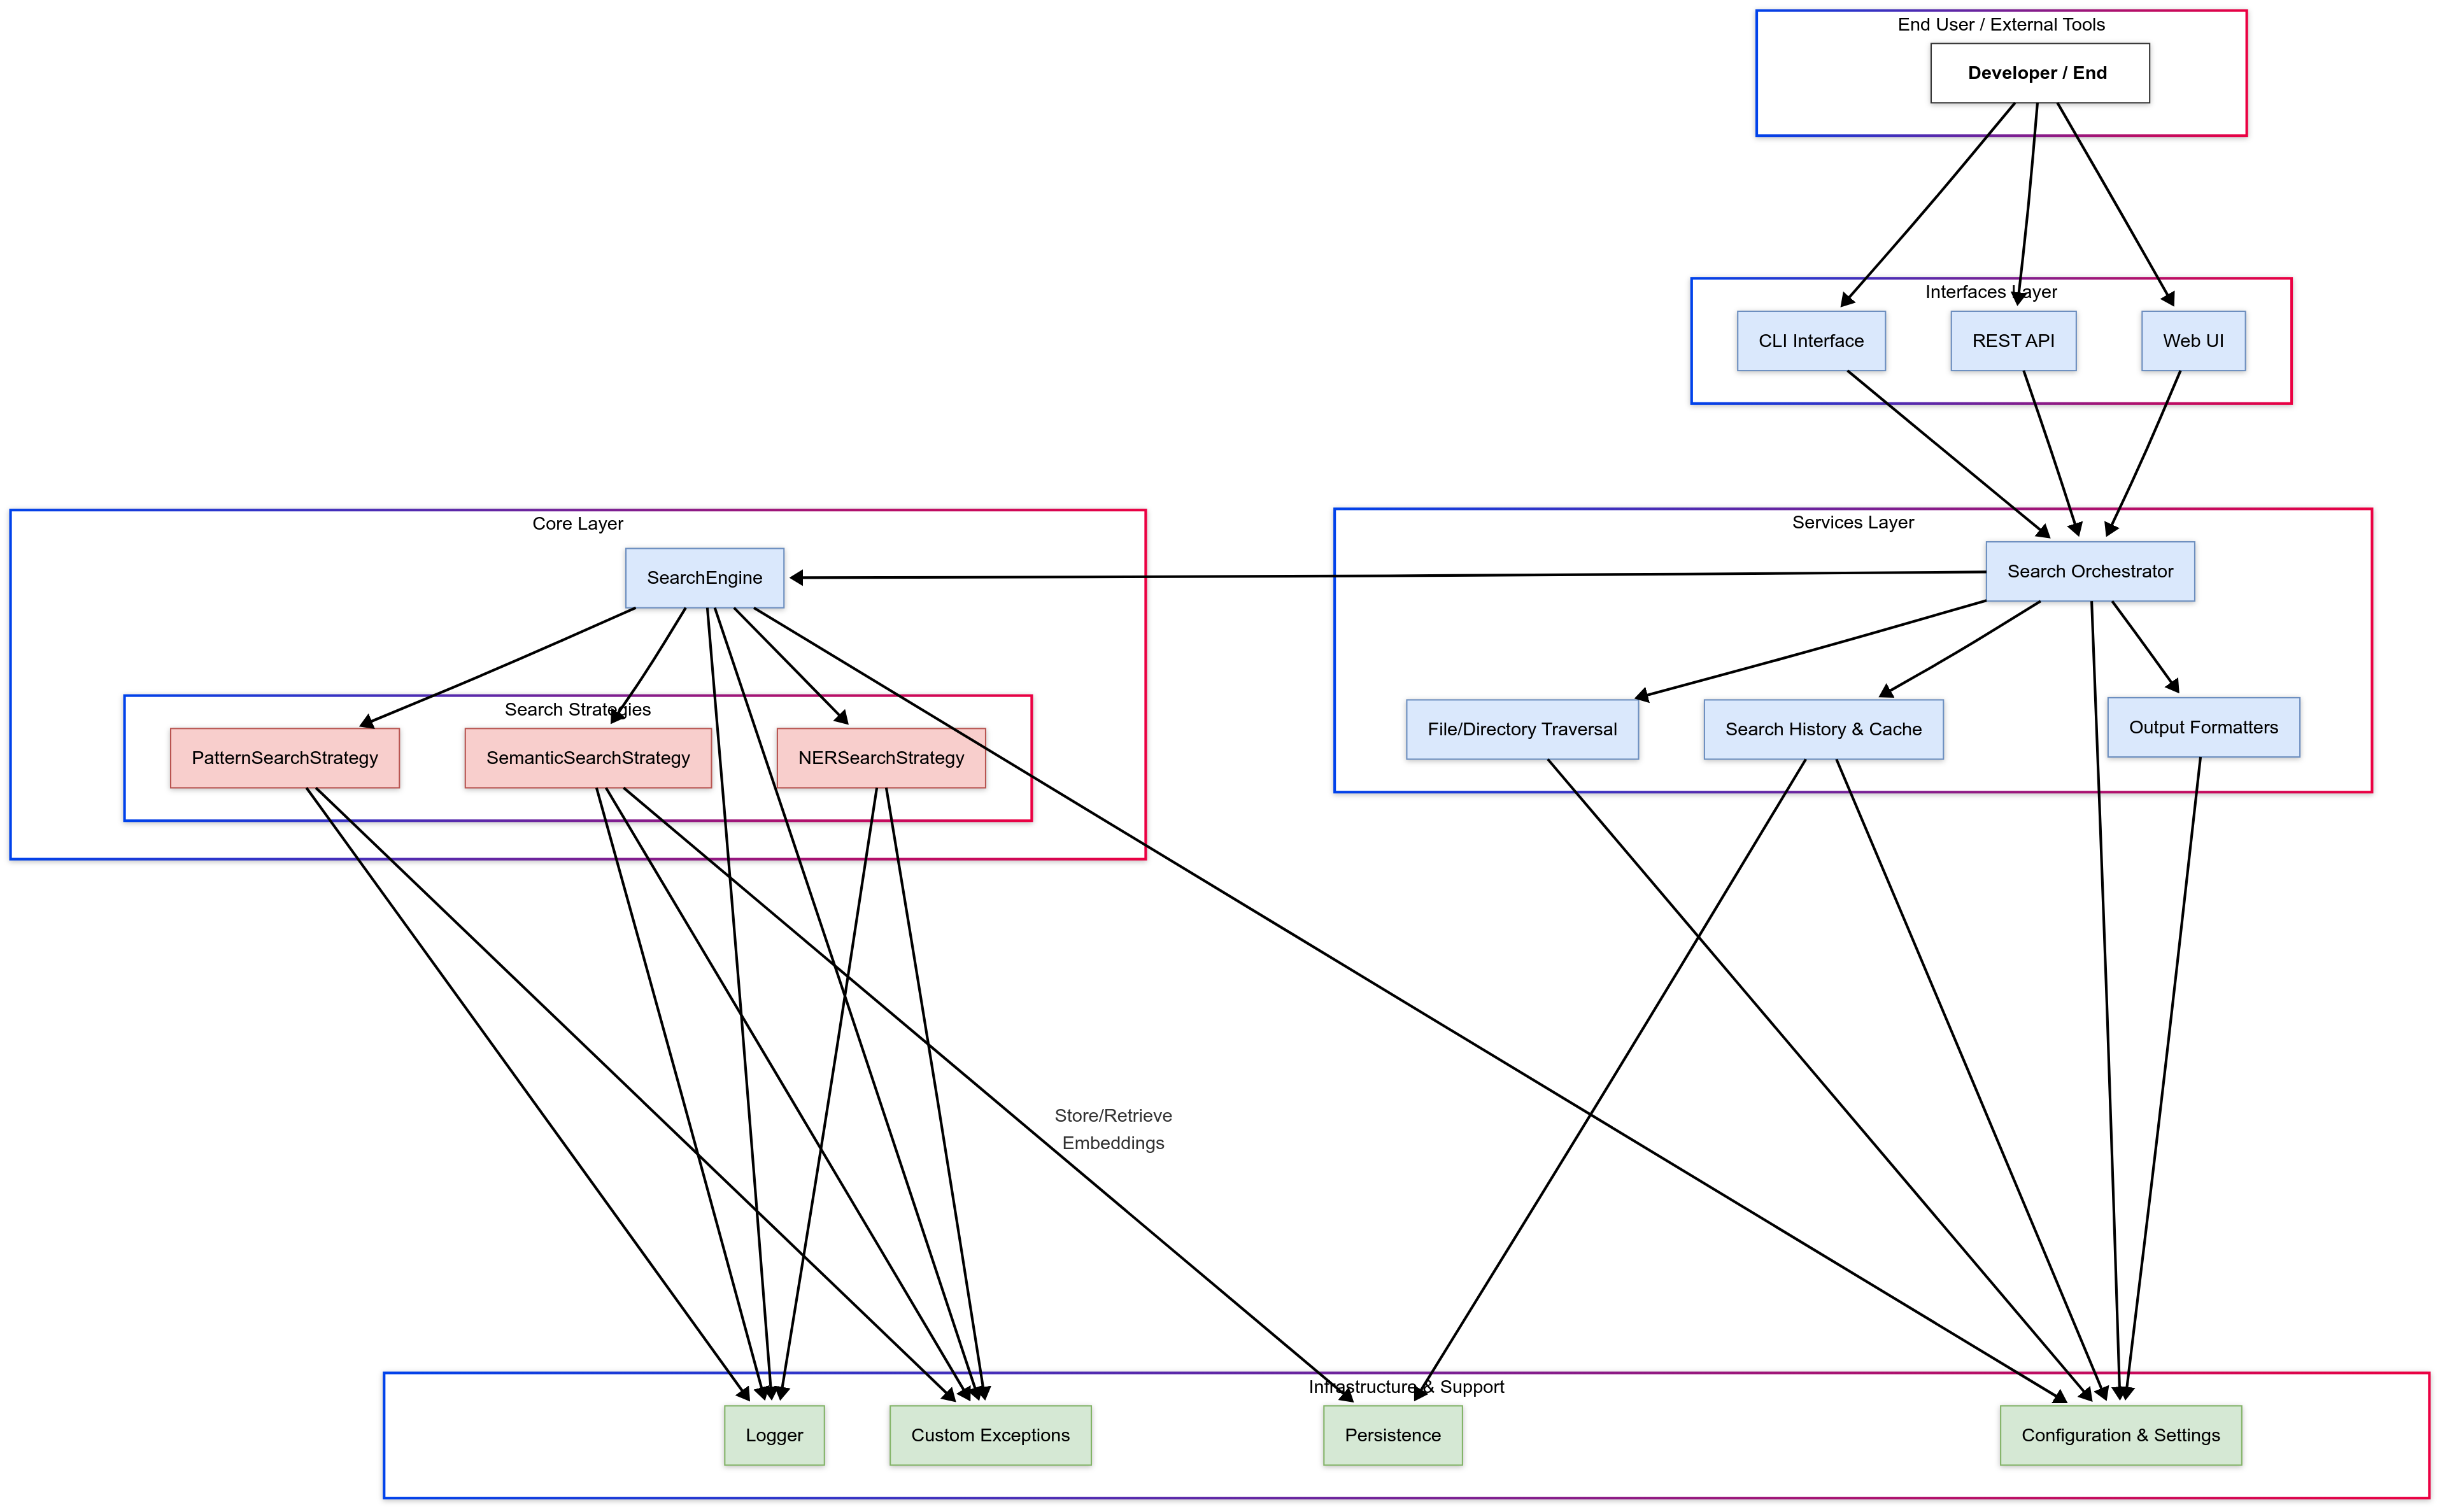 End User / External Tools
Developer / End
Interfaces Layer
CLI Interface
REST API
Web UI
Core Layer
SearchEngine
Search Strategies
PatternSearchStrategy
SemanticSearchStrategy
NERSearchStrategy
Services Layer
Search Orchestrator
File/Directory Traversal
Search History & Cache
Output Formatters
Store/Retrieve
Embeddings
Infrastructure & Support
Logger
Custom Exceptions
Persistence
Configuration & Settings